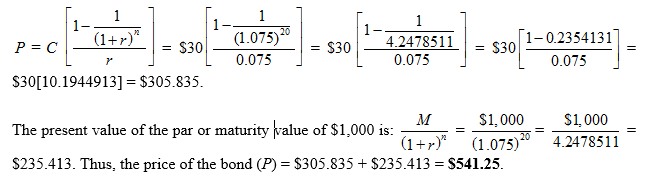 P = C [1 − 1/(1+r)^n / r] = $30 [1 − 1/(1.075)^20 / 0.075] = $30 [1 − 1/4.2478511 / 0.075] = $30 [1 − 0.2354131 / 0.075] =
$30[10.1944913] = $305.835.
The present value of the par or maturity value of $1,000 is: M/(1+r)^n = $1,000/(1.075)^20 = $1,000/4.2478511 =
$235.413. Thus, the price of the bond (P) = $305.835 + $235.413 = $541.25.